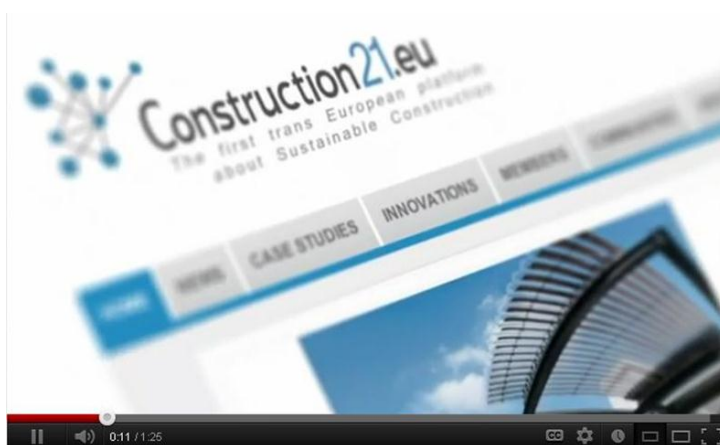 Construction21.eu
The first trans European platform
about Sustainable Construction
HOME NEWS CASE STUDIES INNOVATIONS MEMBERS COMMUNITIES
0:11 / 1:25
CC